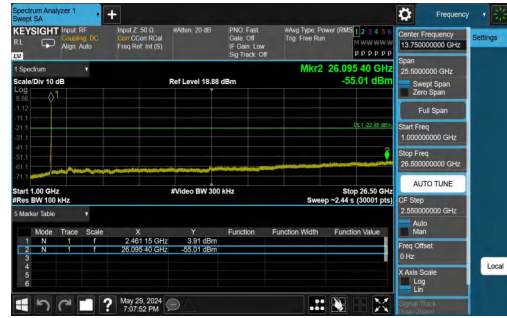 Spectrum Analyzer 1
Swept SA
Frequency
KEYSIGHT Input: RF Input Z: 50 Ω #Atten: 20 dB PNO: Fast #Avg Type: Power (RMS 1 2 3 4 5 6
RL Coupling: DC Corr CCorr RCal Gate: Off Trig: Free Run M W W W W W
Align: Auto Freq Ref: Int (S) IF Gain: Low P P P P P P
Sig Track: Off
Center Frequency
13.750000000 GHz
Settings
1 Spectrum
Mkr2 26.095 40 GHz
Scale/Div 10 dB Ref Level 18.88 dBm -55.01 dBm
Log
8.88
-1.12
-11.1
-21.1
DL1 -22.48 dBm
-31.1
-41.1
-51.1
-61.1
-71.1
1
Start 1.00 GHz #Video BW 300 kHz Stop 26.50 GHz
#Res BW 100 kHz Sweep ~2.44 s (30001 pts)
Span
25.5000000 GHz
Swept Span
Zero Span
Full Span
Start Freq
1.000000000 GHz
Stop Freq
26.500000000 GHz
AUTO TUNE
CF Step
2.550000000 GHz
Auto
Man
Freq Offset
0 Hz
X Axis Scale
Log
Lin
Signal Track
Local
5 Marker Table
Mode Trace Scale X Y Function Function Width Function Value
1 N 1 f 2.461 15 GHz 3.91 dBm
2 N 1 f 26.095 40 GHz -55.01 dBm
3
4
5
6
? May 29, 2024
7:07:52 PM